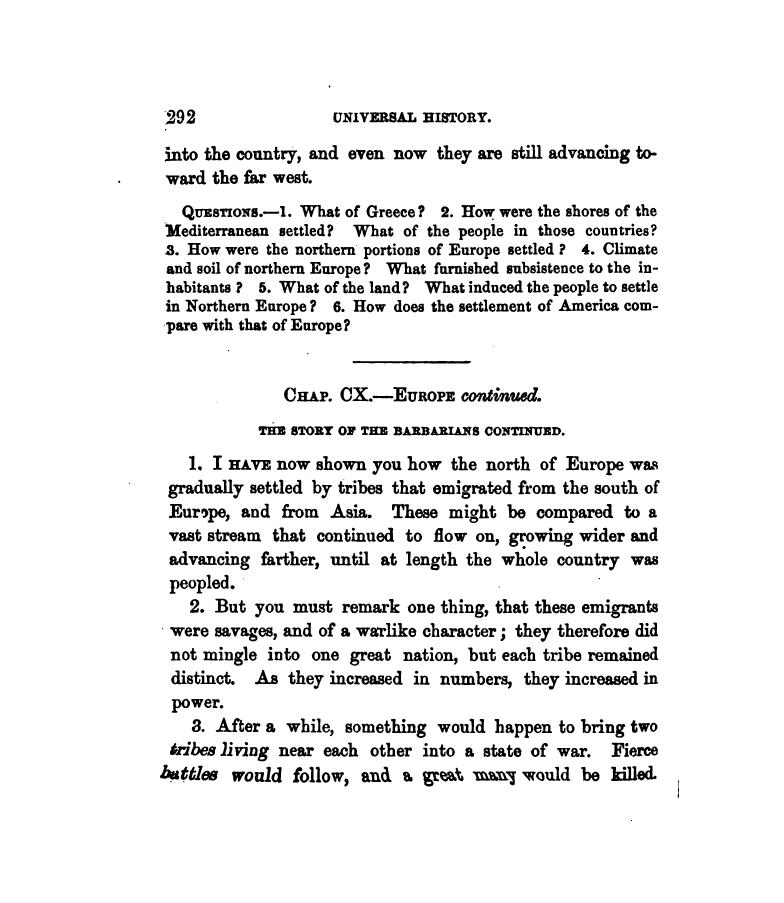 292 UNIVERSAL HISTORY.
into the country, and even now they are still advancing to-
ward the far west.
QUESTIONS.—1. What of Greece? 2. How were the shores of the
Mediterranean settled? What of the people in those countries?
3. How were the northern portions of Europe settled? 4. Climate
and soil of northern Europe? What furnished subsistence to the in-
habitants? 5. What of the land? What induced the people to settle
in Northern Europe? 6. How does the settlement of America com-
pare with that of Europe?
CHAP. CX.—EUROPE continued.
THE STORY OF THE BARBARIANS CONTINUED.
1. I HAVE now shown you how the north of Europe was
gradually settled by tribes that emigrated from the south of
Europe, and from Asia. These might be compared to a
vast stream that continued to flow on, growing wider and
advancing farther, until at length the whole country was
peopled.
2. But you must remark one thing, that these emigrants
were savages, and of a warlike character; they therefore did
not mingle into one great nation, but each tribe remained
distinct. As they increased in numbers, they increased in
power.
3. After a while, something would happen to bring two
tribes living near each other into a state of war. Fierce
battles would follow, and a great many would be killed.